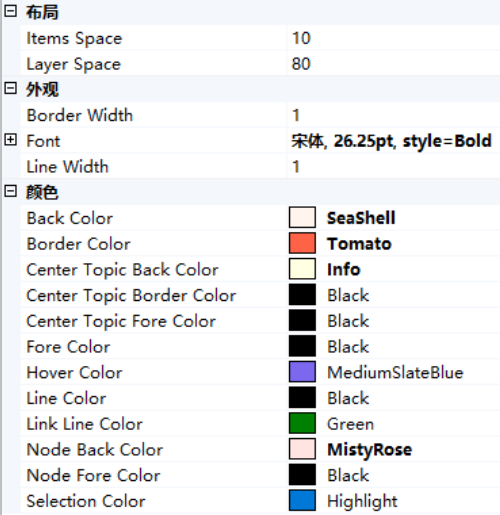 布局
Items Space 10
Layer Space 80
外观
Border Width 1
Font 宋体, 26.25pt, style=Bold
Line Width 1
颜色
Back Color SeaShell
Border Color Tomato
Center Topic Back Color Info
Center Topic Border Color Black
Center Topic Fore Color Black
Fore Color Black
Hover Color MediumSlateBlue
Line Color Black
Link Line Color Green
Node Back Color MistyRose
Node Fore Color Black
Selection Color Highlight